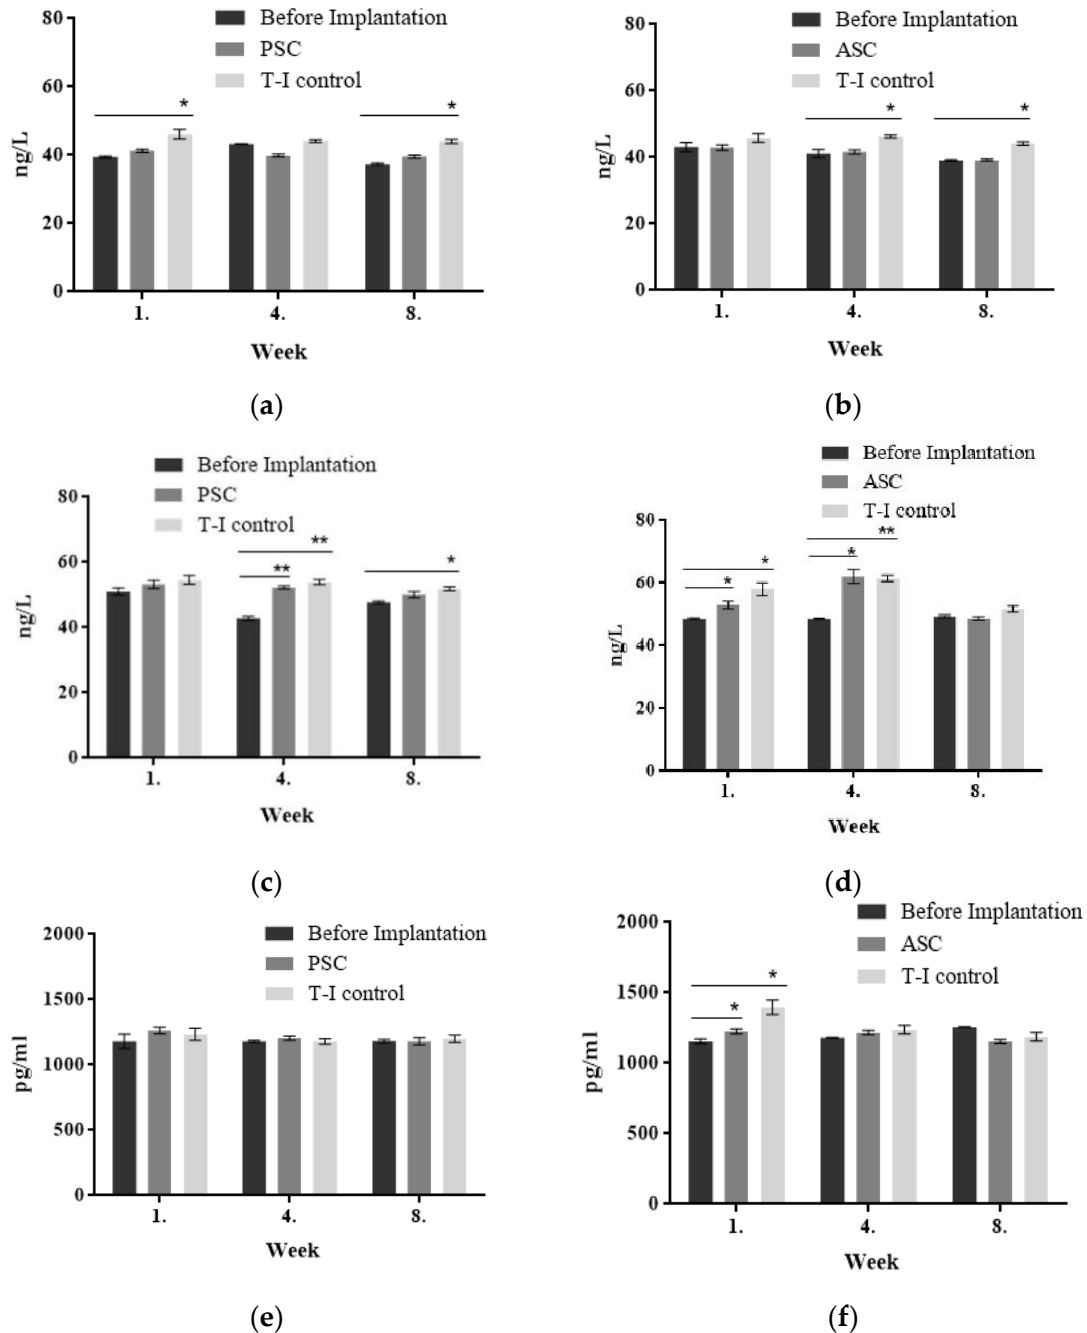 Before Implantation
PSC
T-I control
80
60
40
20
0
ng/L
*
*
1. 4. 8.
Week
(a)
Before Implantation
ASC
T-I control
80
60
40
20
0
ng/L
*
*
1. 4. 8.
Week
(b)
Before Implantation
PSC
T-I control
80
60
40
20
0
ng/L
**
**
*
1. 4. 8.
Week
(c)
Before Implantation
ASC
T-I control
80
60
40
20
0
ng/L
*
*
*
**
1. 4. 8.
Week
(d)
Before Implantation
PSC
T-I control
2000
1500
1000
500
0
pg/ml
1. 4. 8.
Week
(e)
Before Implantation
ASC
T-I control
2000
1500
1000
500
0
pg/ml
*
*
1. 4. 8.
Week
(f)